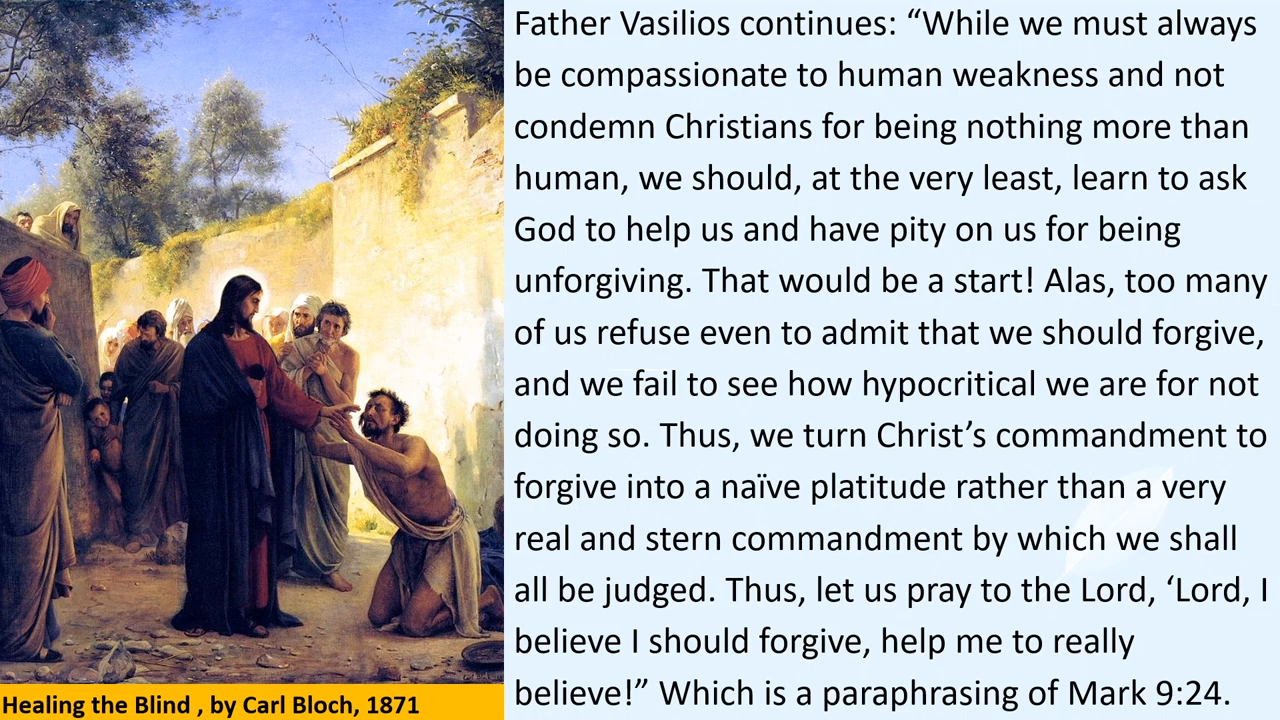 Father Vasilios continues: “While we must always
be compassionate to human weakness and not
condemn Christians for being nothing more than
human, we should, at the very least, learn to ask
God to help us and have pity on us for being
unforgiving. That would be a start! Alas, too many
of us refuse even to admit that we should forgive,
and we fail to see how hypocritical we are for not
doing so. Thus, we turn Christ’s commandment to
forgive into a naïve platitude rather than a very
real and stern commandment by which we shall
all be judged. Thus, let us pray to the Lord, ‘Lord, I
believe I should forgive, help me to really
believe!” Which is a paraphrasing of Mark 9:24.
Healing the Blind , by Carl Bloch, 1871